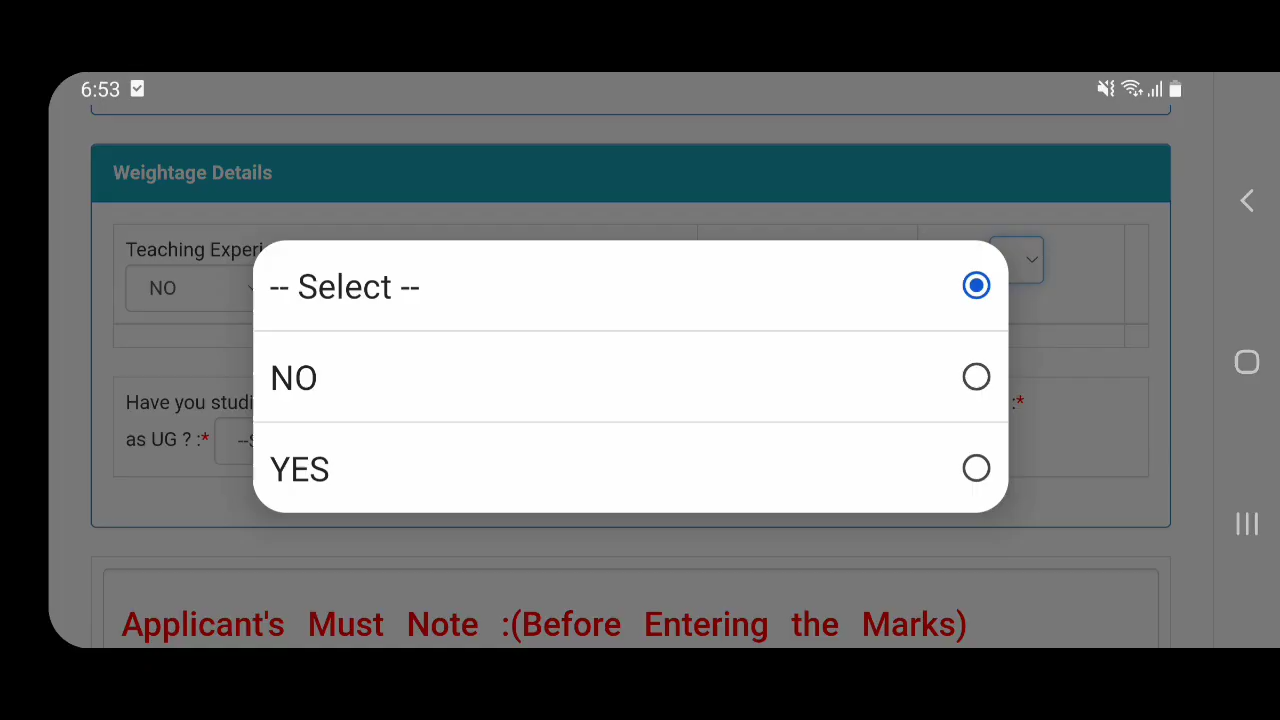 6:53
Weightage Details
Teaching Experi
NO
-- Select --
NO
YES
Have you studi
:*
as UG ? :* --S
Applicant's Must Note :(Before Entering the Marks)